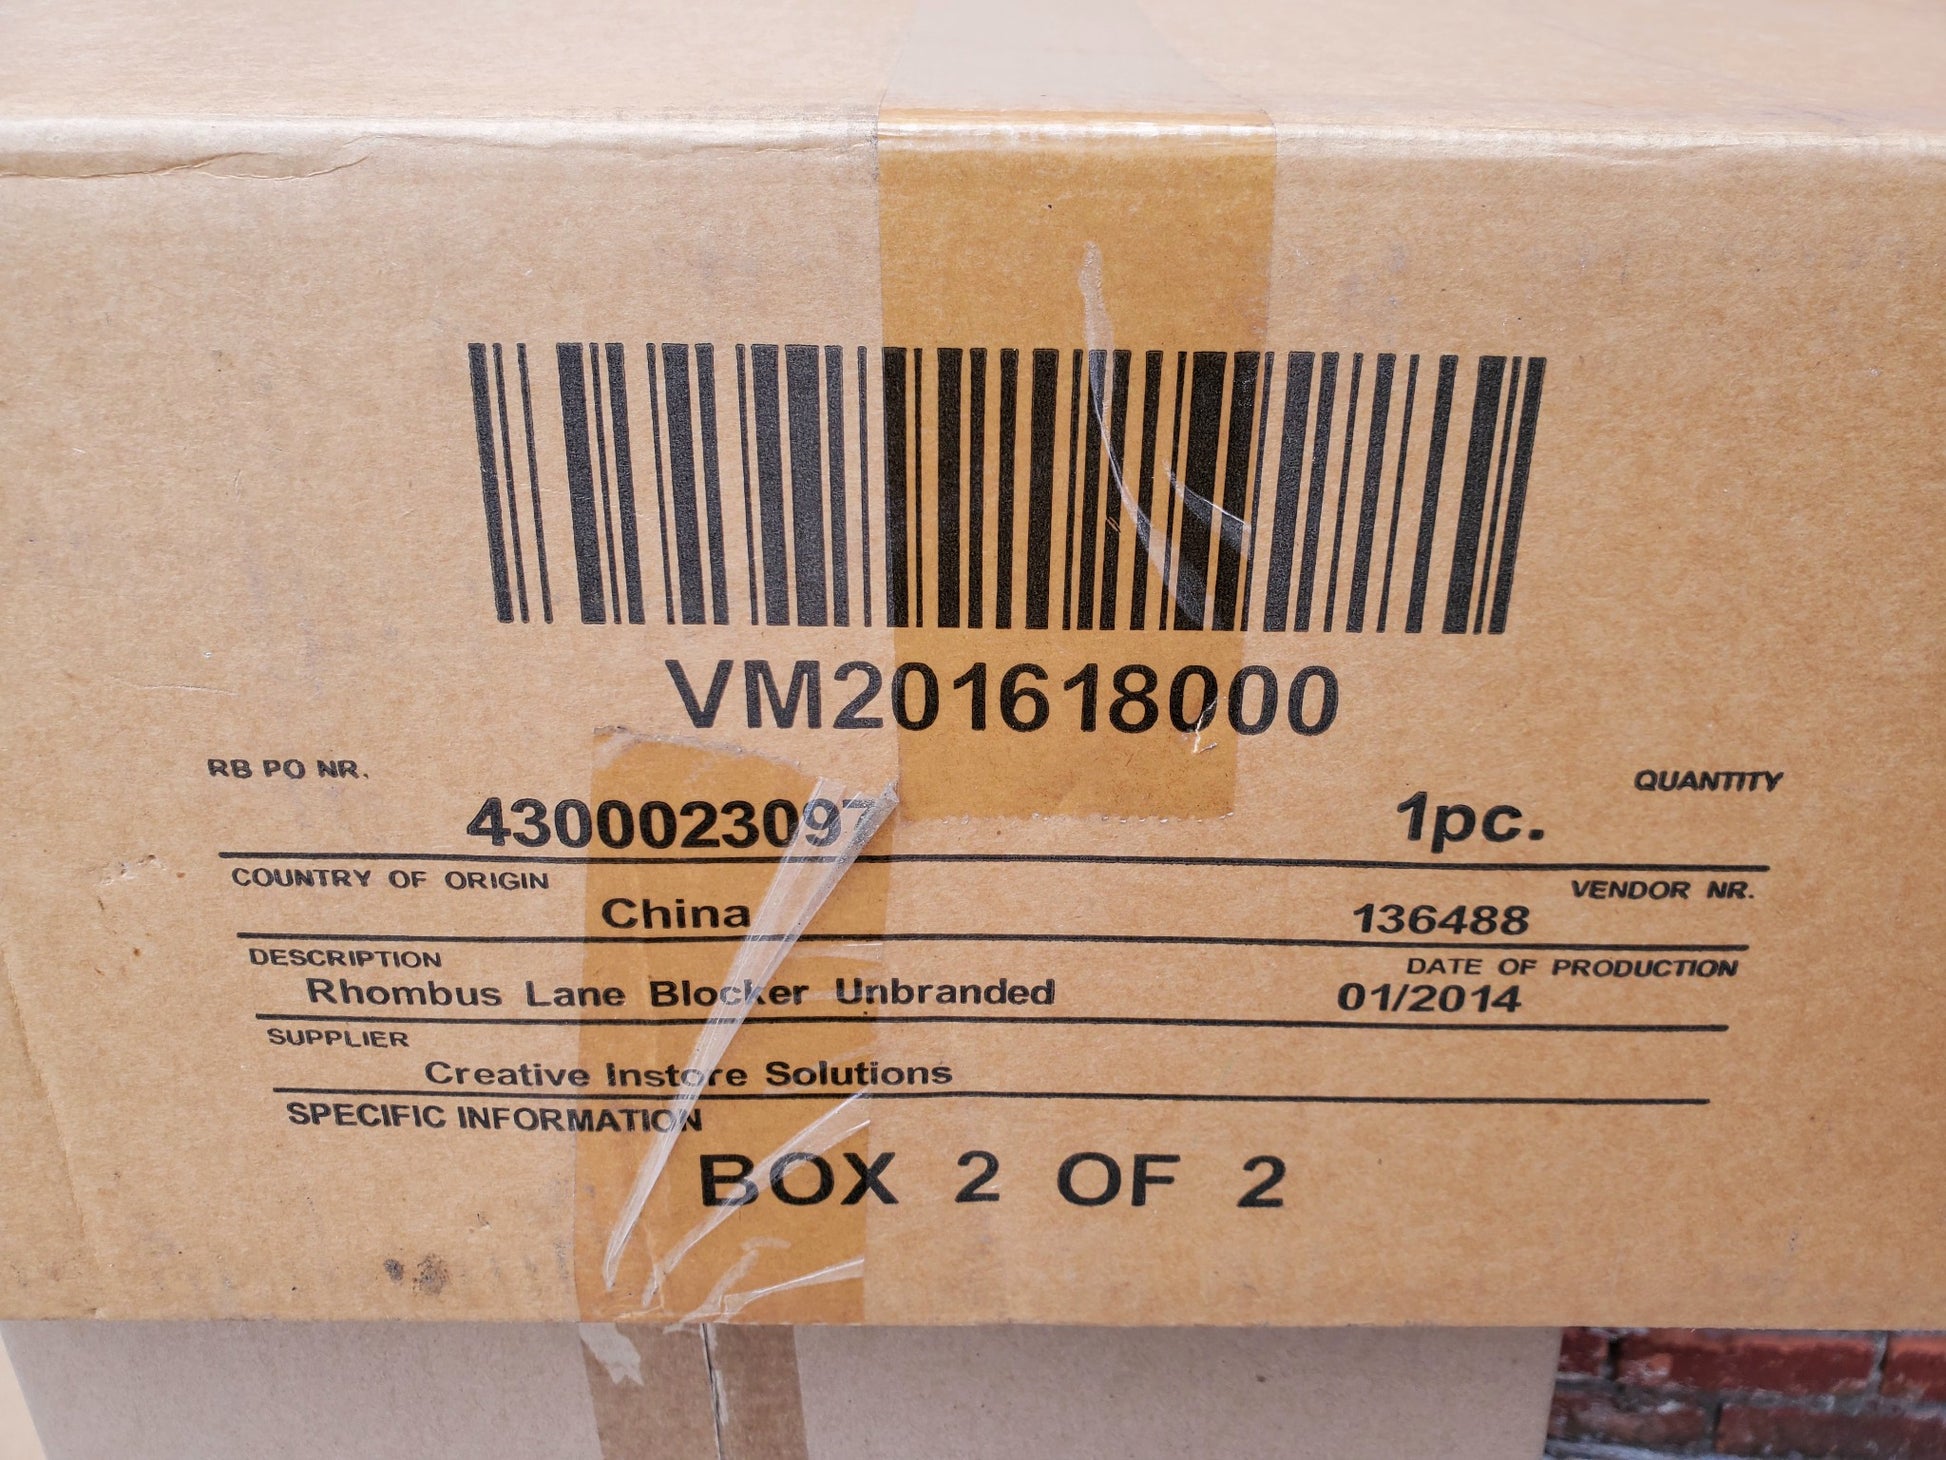 VM201618000
RB PO NR.
QUANTITY
4300023097
1pc.
COUNTRY OF ORIGIN
VENDOR NR.
China
136488
DESCRIPTION
DATE OF PRODUCTION
Rhombus Lane Blocker Unbranded
01/2014
SUPPLIER
Creative Instore Solutions
SPECIFIC INFORMATION
BOX 2 OF 2